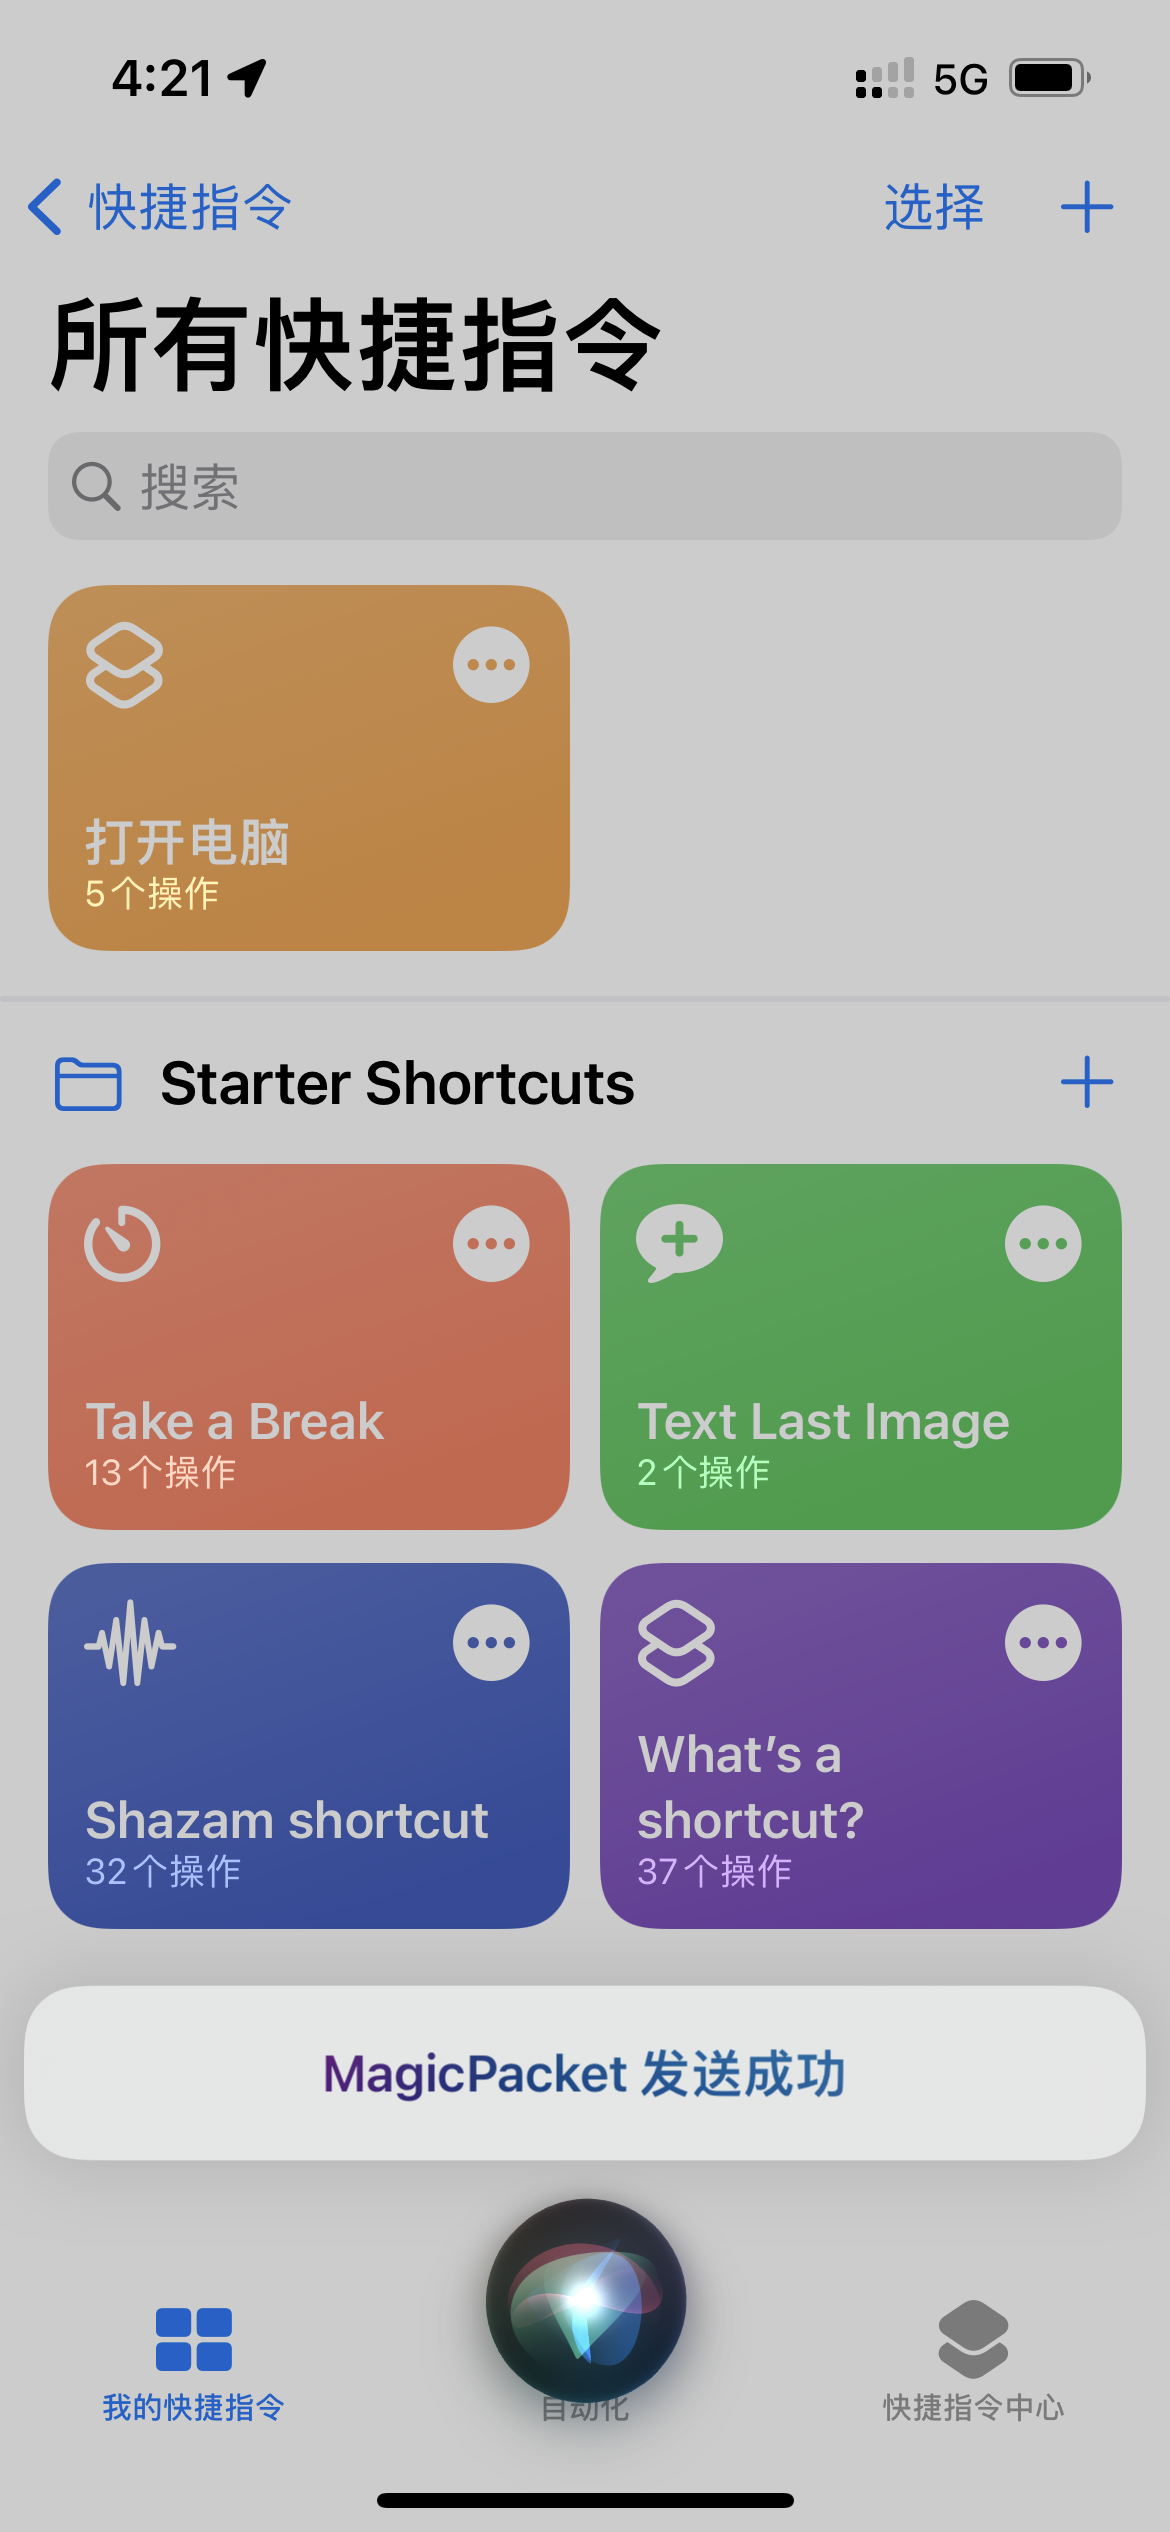 4:21
5G
快捷指令
选择
所有快捷指令
搜索
打开电脑
5个操作
Starter Shortcuts
Take a Break
13个操作
Text Last Image
2个操作
Shazam shortcut
32个操作
What’s a
shortcut?
37个操作
MagicPacket 发送成功
我的快捷指令
自动化
快捷指令中心